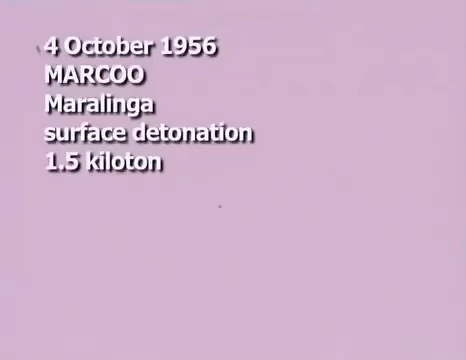 4 October 1956
MARCOO
Maralinga
surface detonation
1.5 kiloton